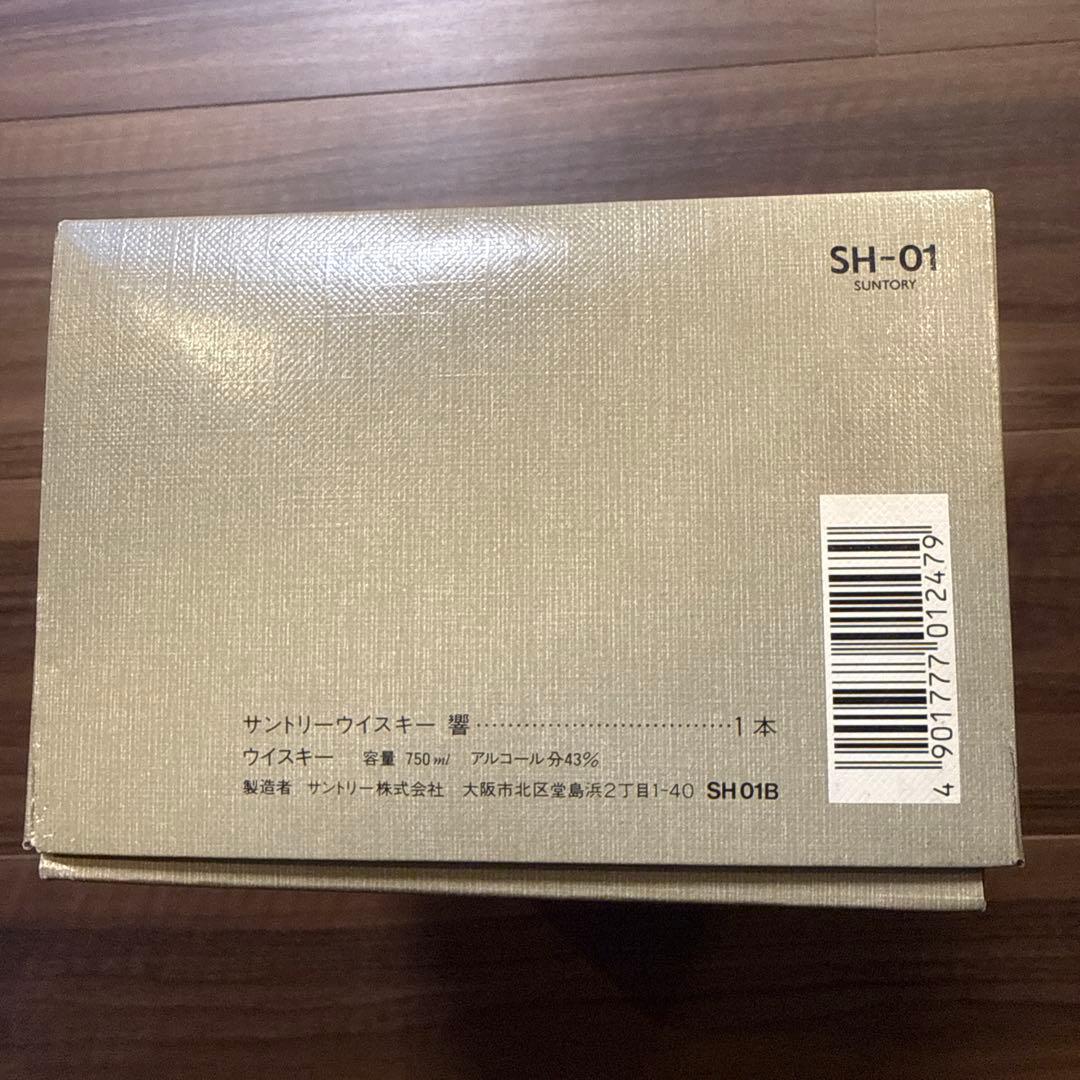 SH-01
SUNTORY
サントリーウイスキー 響································1本
ウイスキー 容量 750ml アルコール分43%
製造者 サントリー株式会社 大阪市北区堂島浜2丁目1-40 SH01B
4 901777 012479